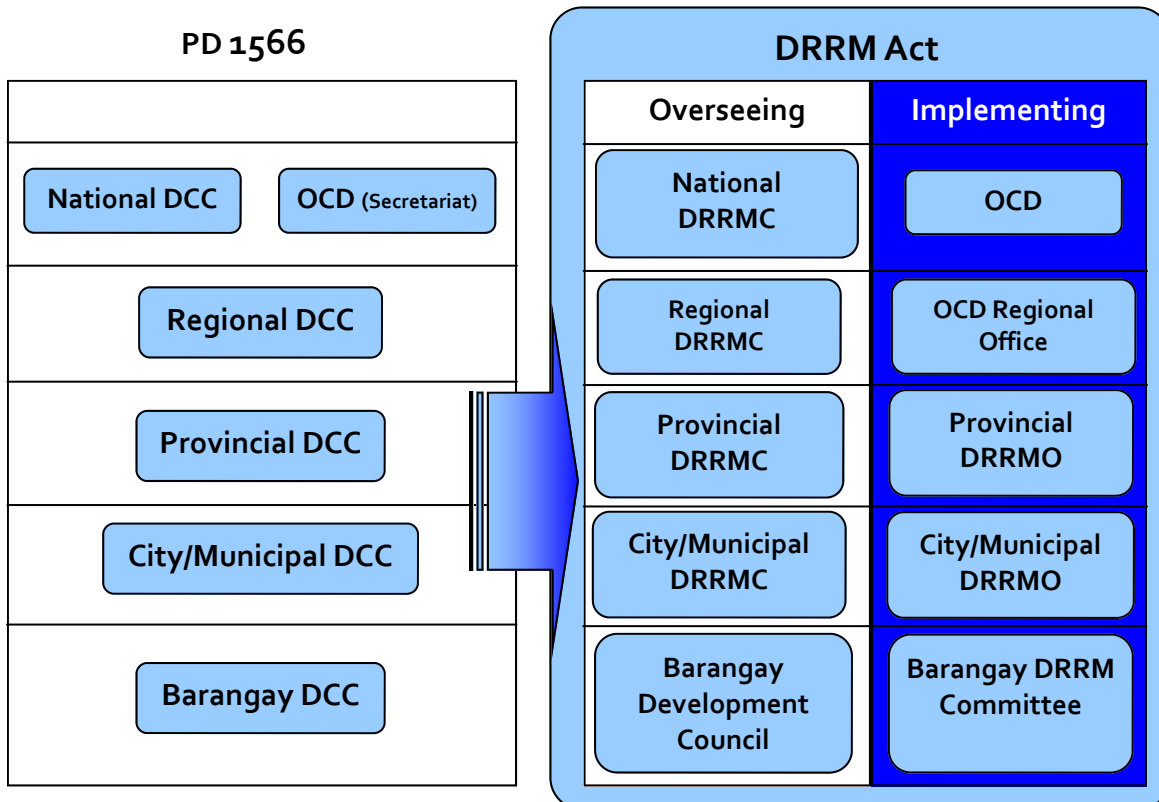 PD 1566
National DCC
OCD (Secretariat)
Regional DCC
Provincial DCC
City/Municipal DCC
Barangay DCC
DRRM Act
Overseeing
Implementing
National
DRRMC
OCD
Regional
DRRMC
OCD Regional
Office
Provincial
DRRMC
Provincial
DRRMO
City/Municipal
DRRMC
City/Municipal
DRRMO
Barangay
Development
Council
Barangay DRRM
Committee